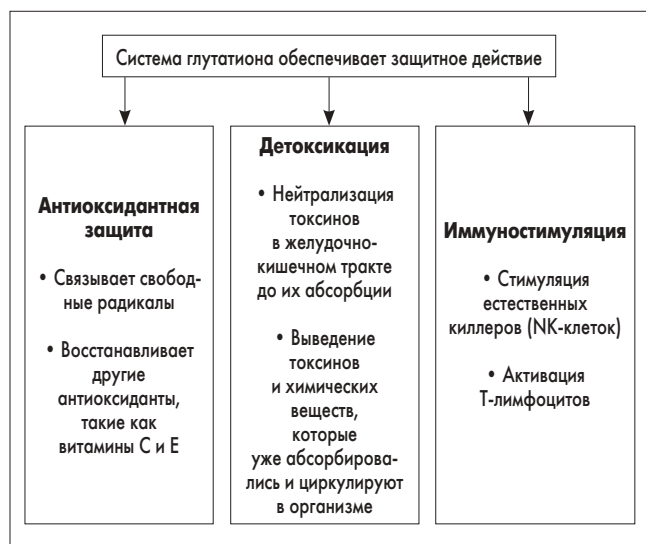 Система глутатиона обеспечивает защитное действие
Антиоксидантная
защита
• Связывает свобод-
ные радикалы
• Восстанавливает
другие
антиоксиданты,
такие как
витамины С и Е
Детоксикация
• Нейтрализация
токсинов
в желудочно-
кишечном тракте
до их абсорбции
• Выведение
токсинов
и химических
веществ,
которые
уже абсорбирова-
лись и циркулируют
в организме
Иммуностимуляция
• Стимуляция
естественных
киллеров (NK-клеток)
• Активация
Т-лимфоцитов